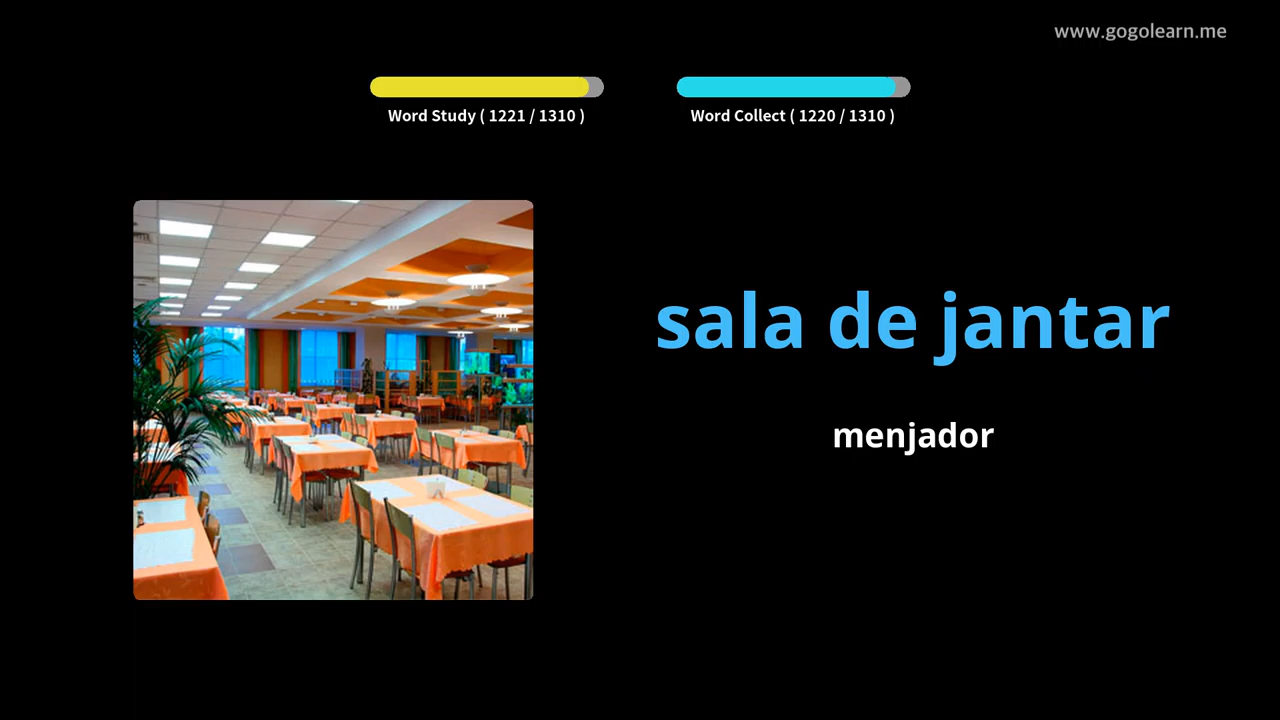 www.gogolearn.me
Word Study ( 1221 / 1310 )
Word Collect ( 1220 / 1310 )
sala de jantar
menjador